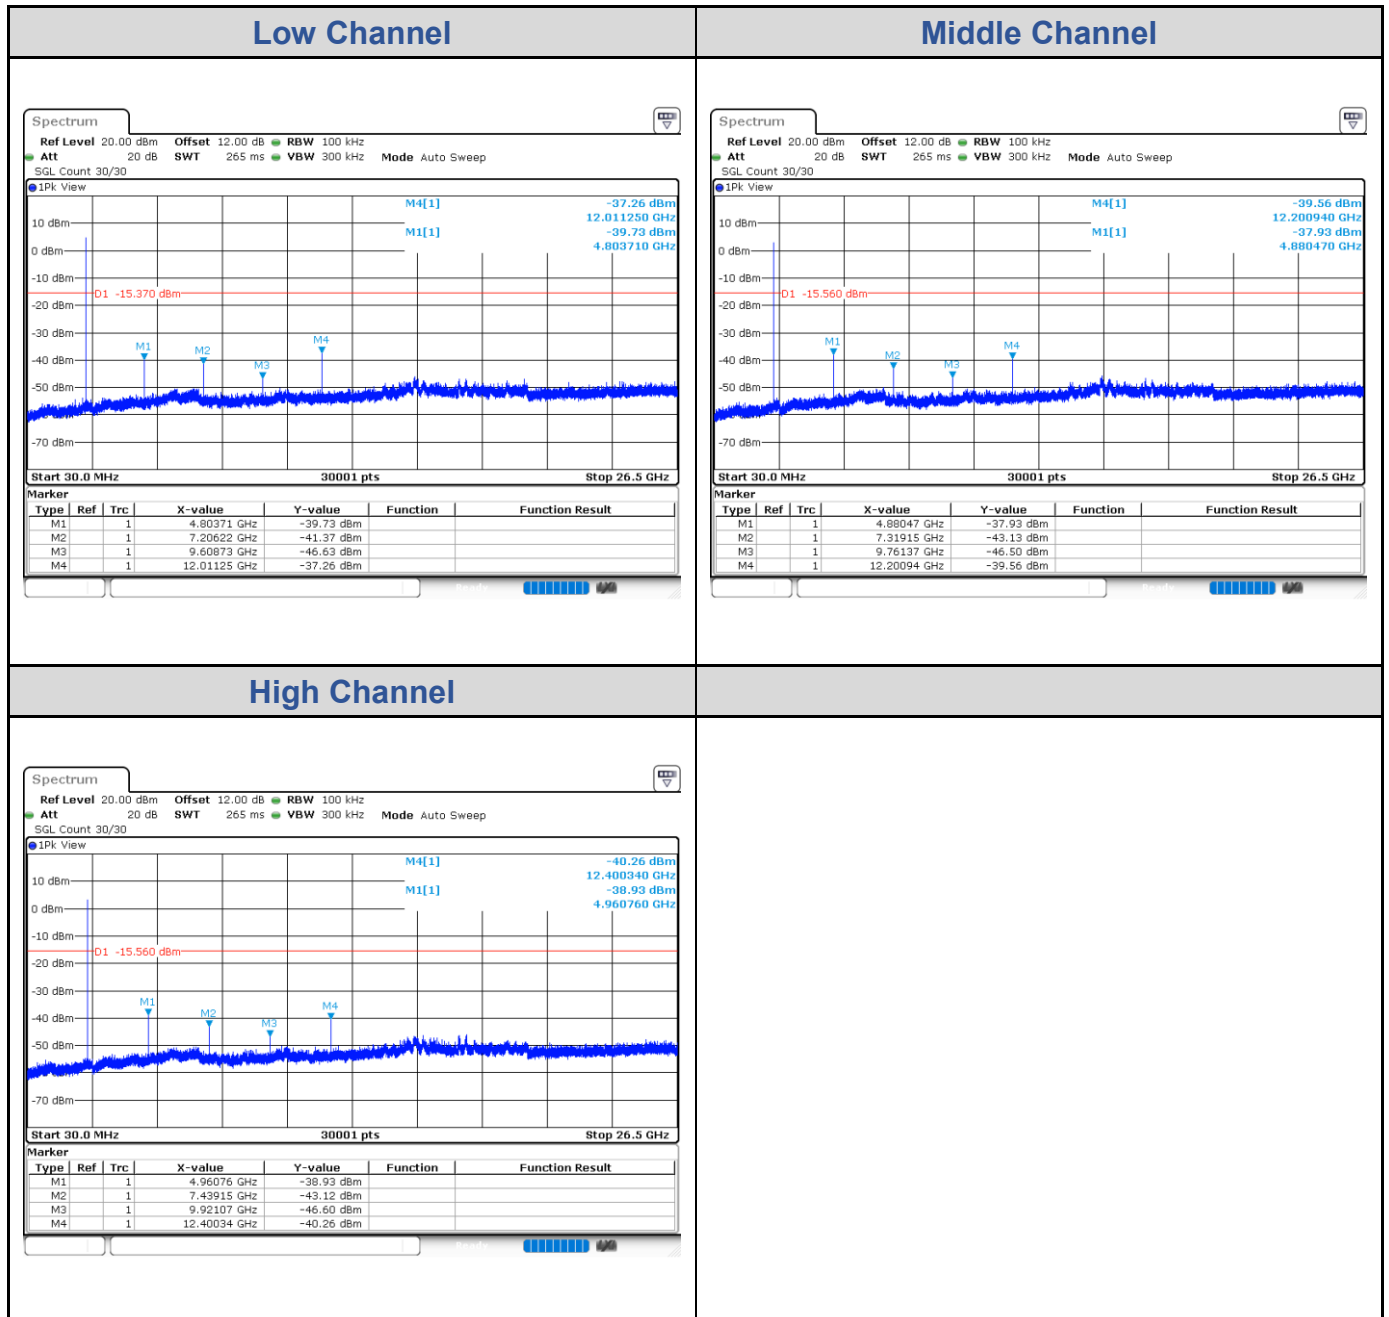 Low Channel
Middle Channel
Spectrum
Ref Level 20.00 dBm Offset 12.00 dB RBW 100 kHz
Att 20 dB SWT 265 ms VBW 300 kHz Mode Auto Sweep
SGL Count 30/30
1Pk View
M4[1] -37.26 dBm
12.011250 GHz
M1[1] -39.73 dBm
4.803710 GHz
10 dBm
0 dBm
-10 dBm
D1 -15.370 dBm
-20 dBm
-30 dBm
M1 M2 M3 M4
-40 dBm
-50 dBm
-70 dBm
Start 30.0 MHz 30001 pts Stop 26.5 GHz
Marker
Type Ref Trc X-value Y-value Function Function Result
M1 1 4.80371 GHz -39.73 dBm
M2 1 7.20622 GHz -41.37 dBm
M3 1 9.60873 GHz -46.63 dBm
M4 1 12.01125 GHz -37.26 dBm
Spectrum
Ref Level 20.00 dBm Offset 12.00 dB RBW 100 kHz
Att 20 dB SWT 265 ms VBW 300 kHz Mode Auto Sweep
SGL Count 30/30
1Pk View
M4[1] -39.56 dBm
12.200940 GHz
M1[1] -37.93 dBm
4.880470 GHz
10 dBm
0 dBm
-10 dBm
D1 -15.560 dBm
-20 dBm
-30 dBm
M1 M2 M3 M4
-40 dBm
-50 dBm
-70 dBm
Start 30.0 MHz 30001 pts Stop 26.5 GHz
Marker
Type Ref Trc X-value Y-value Function Function Result
M1 1 4.88047 GHz -37.93 dBm
M2 1 7.31915 GHz -43.13 dBm
M3 1 9.76137 GHz -46.50 dBm
M4 1 12.20094 GHz -39.56 dBm
High Channel
Spectrum
Ref Level 20.00 dBm Offset 12.00 dB RBW 100 kHz
Att 20 dB SWT 265 ms VBW 300 kHz Mode Auto Sweep
SGL Count 30/30
1Pk View
M4[1] -40.26 dBm
12.400340 GHz
M1[1] -38.93 dBm
4.960760 GHz
10 dBm
0 dBm
-10 dBm
D1 -15.560 dBm
-20 dBm
-30 dBm
M1 M2 M3 M4
-40 dBm
-50 dBm
-70 dBm
Start 30.0 MHz 30001 pts Stop 26.5 GHz
Marker
Type Ref Trc X-value Y-value Function Function Result
M1 1 4.96076 GHz -38.93 dBm
M2 1 7.43915 GHz -43.12 dBm
M3 1 9.92107 GHz -46.60 dBm
M4 1 12.40034 GHz -40.26 dBm